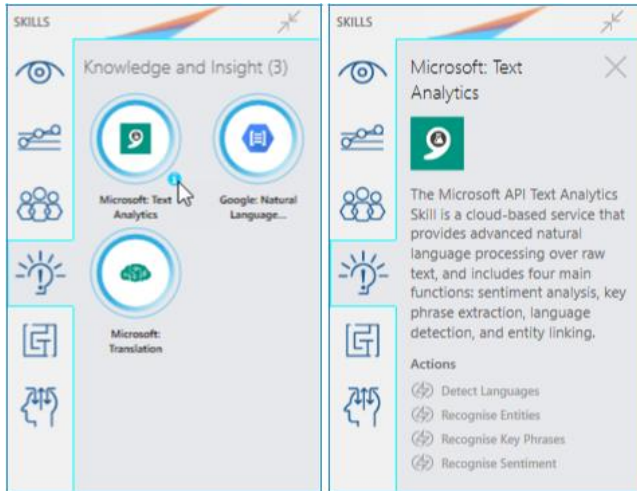 SKILLS
Knowledge and Insight (3)
Microsoft: Text
Analytics
Google: Natural
Language...
Microsoft:
Translation
SKILLS
Microsoft: Text
Analytics
The Microsoft API Text Analytics
Skill is a cloud-based service that
provides advanced natural
language processing over raw
text, and includes four main
functions: sentiment analysis, key
phrase extraction, language
detection, and entity linking.
Actions
Detect Languages
Recognise Entities
Recognise Key Phrases
Recognise Sentiment